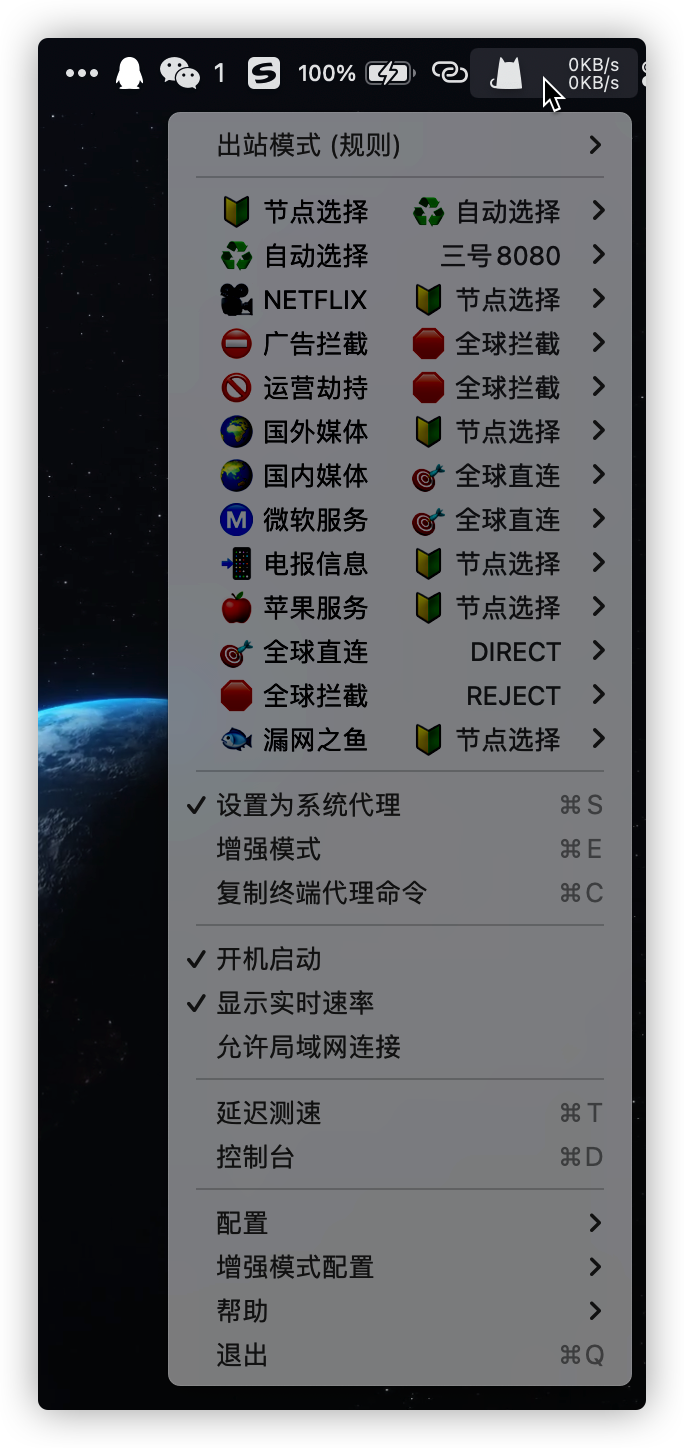 1 100% 0KB/s
0KB/s
出站模式 (规则)
节点选择 自动选择
自动选择 三号8080
NETFLIX 节点选择
广告拦截 全球拦截
运营劫持 全球拦截
国外媒体 节点选择
国内媒体 全球直连
M 微软服务 全球直连
电报信息 节点选择
苹果服务 节点选择
全球直连 DIRECT
全球拦截 REJECT
漏网之鱼 节点选择
设置为系统代理 ⌘S
增强模式 ⌘E
复制终端代理命令 ⌘C
开机启动
显示实时速率
允许局域网连接
延迟测速 ⌘T
控制台 ⌘D
配置
增强模式配置
帮助
退出 ⌘Q